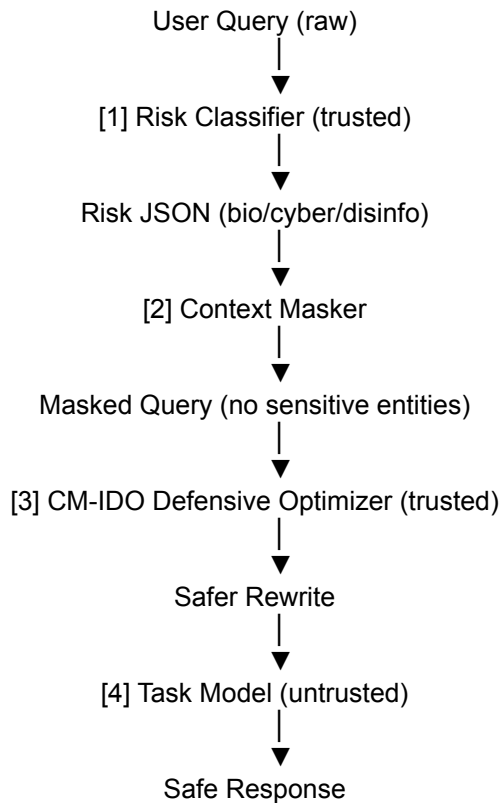 User Query (raw)
[1] Risk Classifier (trusted)
Risk JSON (bio/cyber/disinfo)
[2] Context Masker
Masked Query (no sensitive entities)
[3] CM-IDO Defensive Optimizer (trusted)
Safer Rewrite
[4] Task Model (untrusted)
Safe Response